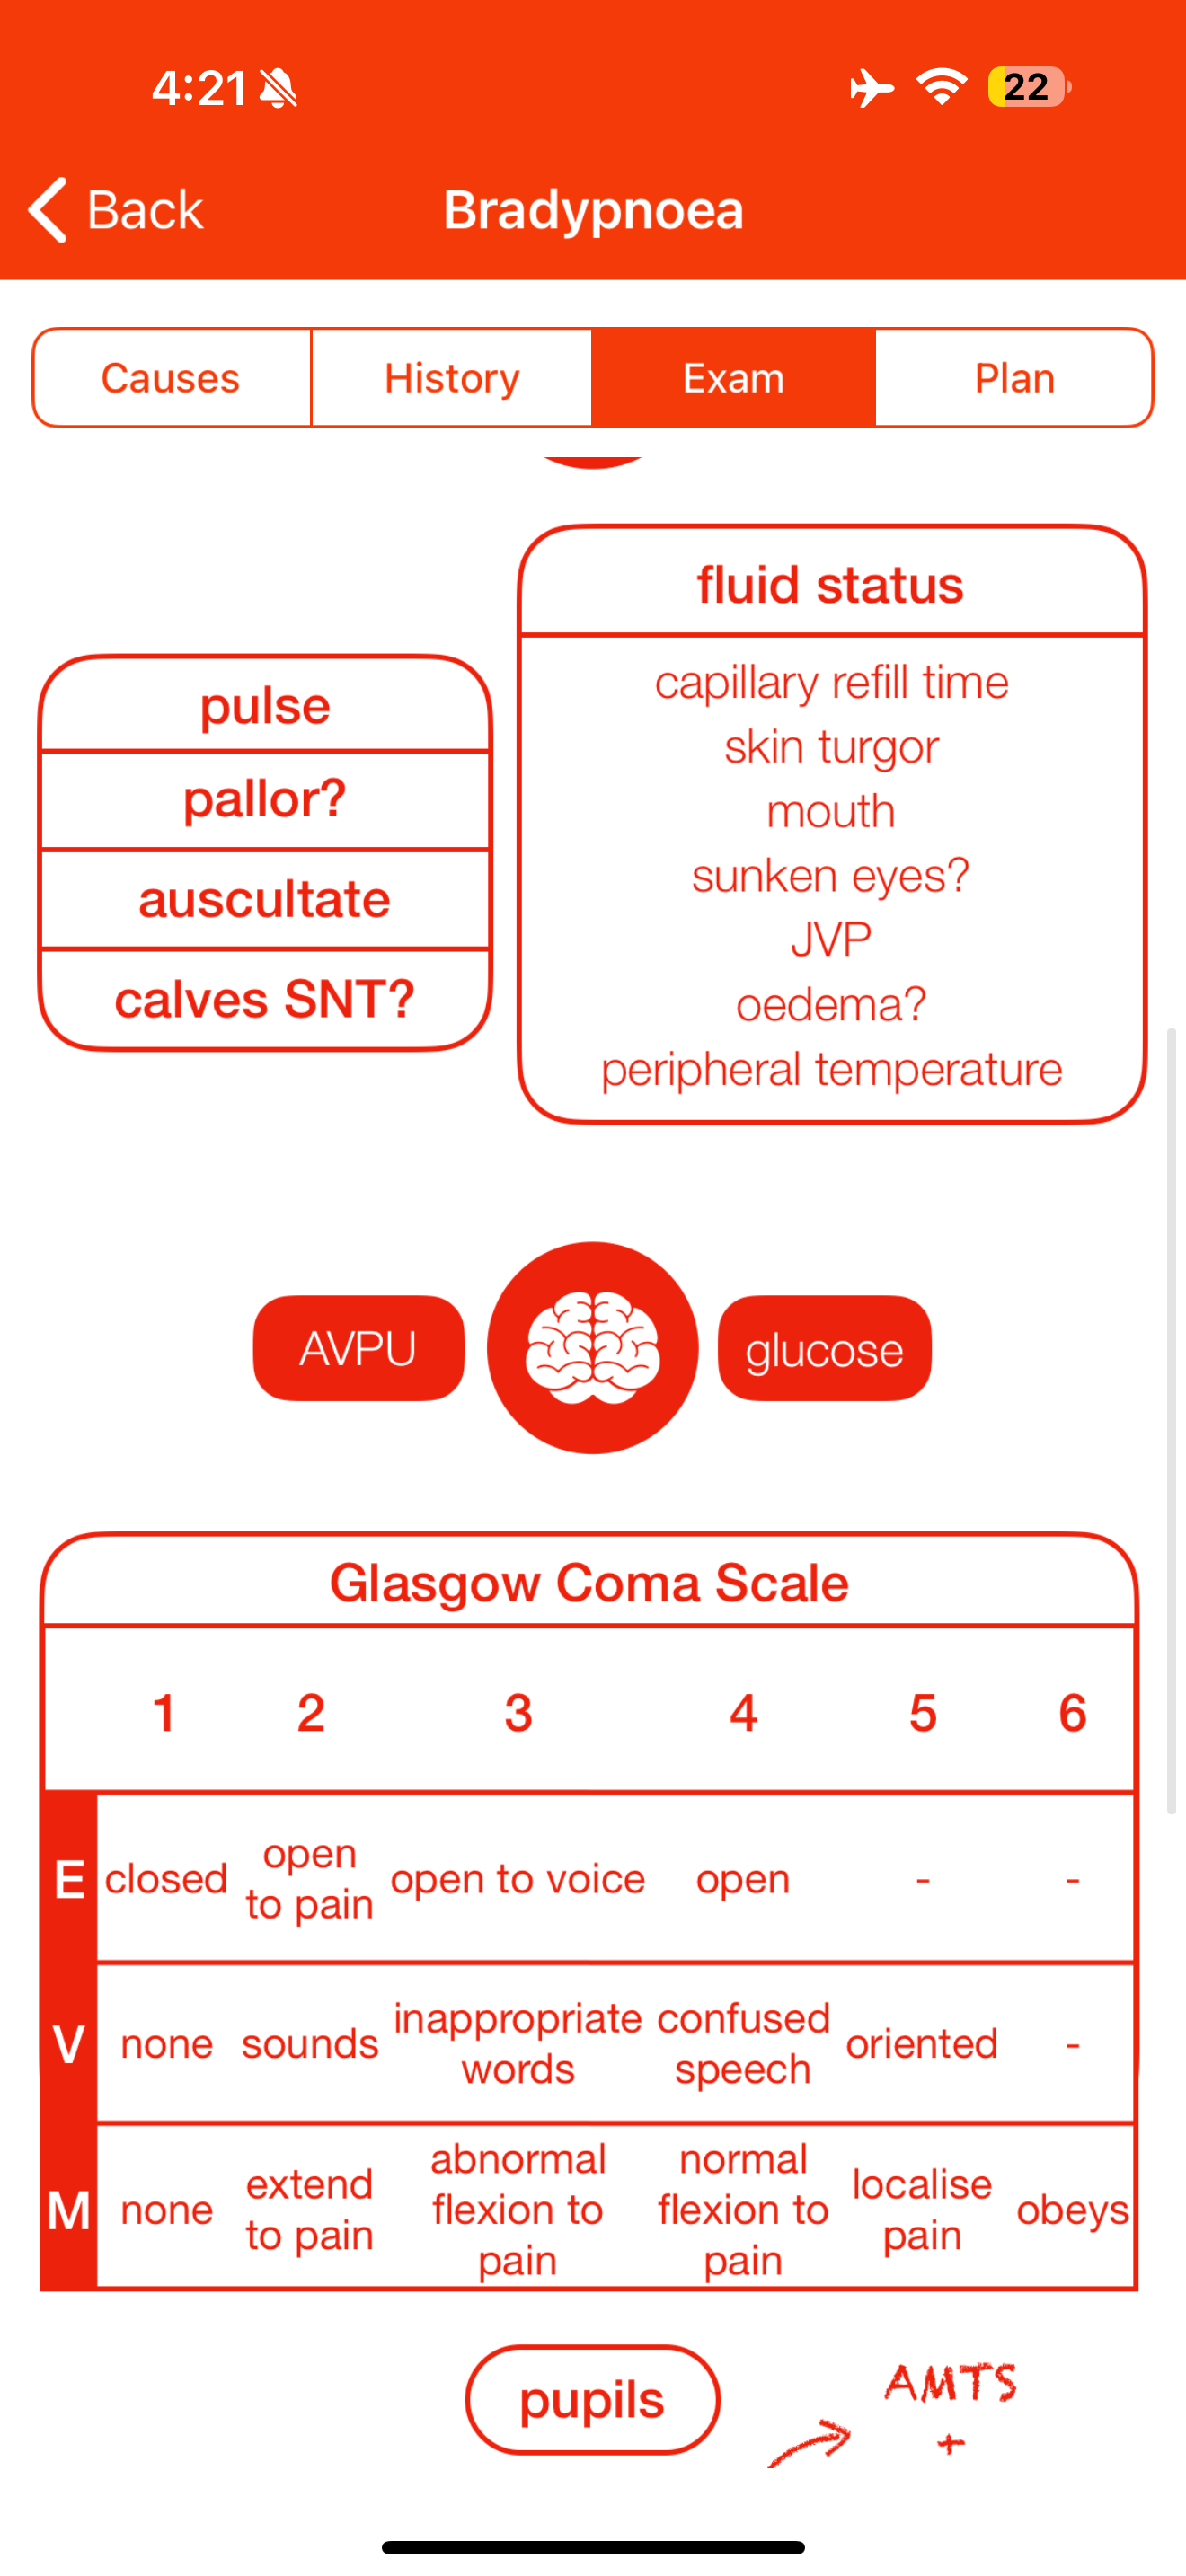 4:21
22
Back
Bradypnoea
Causes
History
Exam
Plan
pulse
pallor?
auscultate
calves SNT?
fluid status
capillary refill time
skin turgor
mouth
sunken eyes?
JVP
oedema?
peripheral temperature
AVPU
glucose
Glasgow Coma Scale
1 2 3 4 5 6
E closed open to pain open to voice open - -
V none sounds inappropriate words confused speech oriented -
M none extend to pain abnormal flexion to pain normal flexion to pain localise pain obeys
pupils
AMTS
+